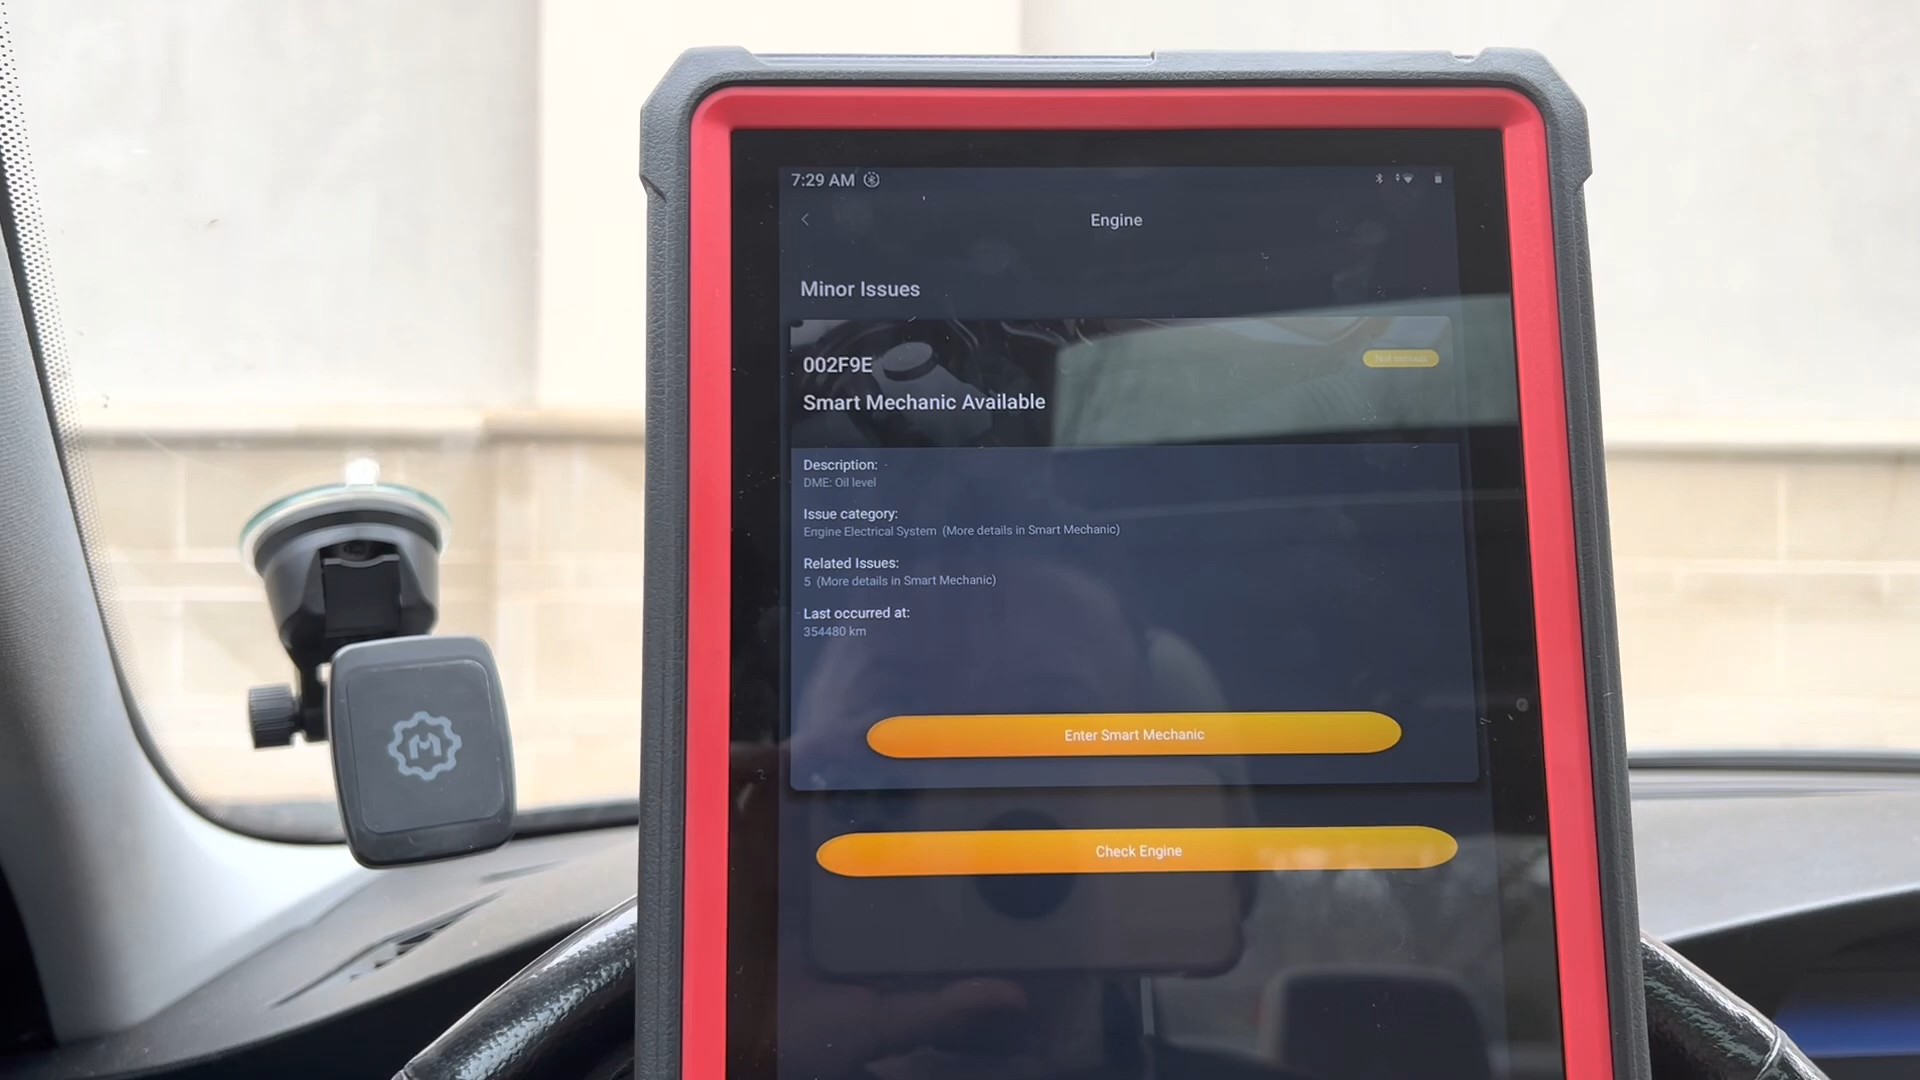 7:29 AM
Engine
Minor Issues
002F9E
Not serious
Smart Mechanic Available
Description:
DME: Oil level
Issue category:
Engine Electrical System (More details in Smart Mechanic)
Related Issues:
5 (More details in Smart Mechanic)
Last occurred at:
354480 km
Enter Smart Mechanic
Check Engine
M